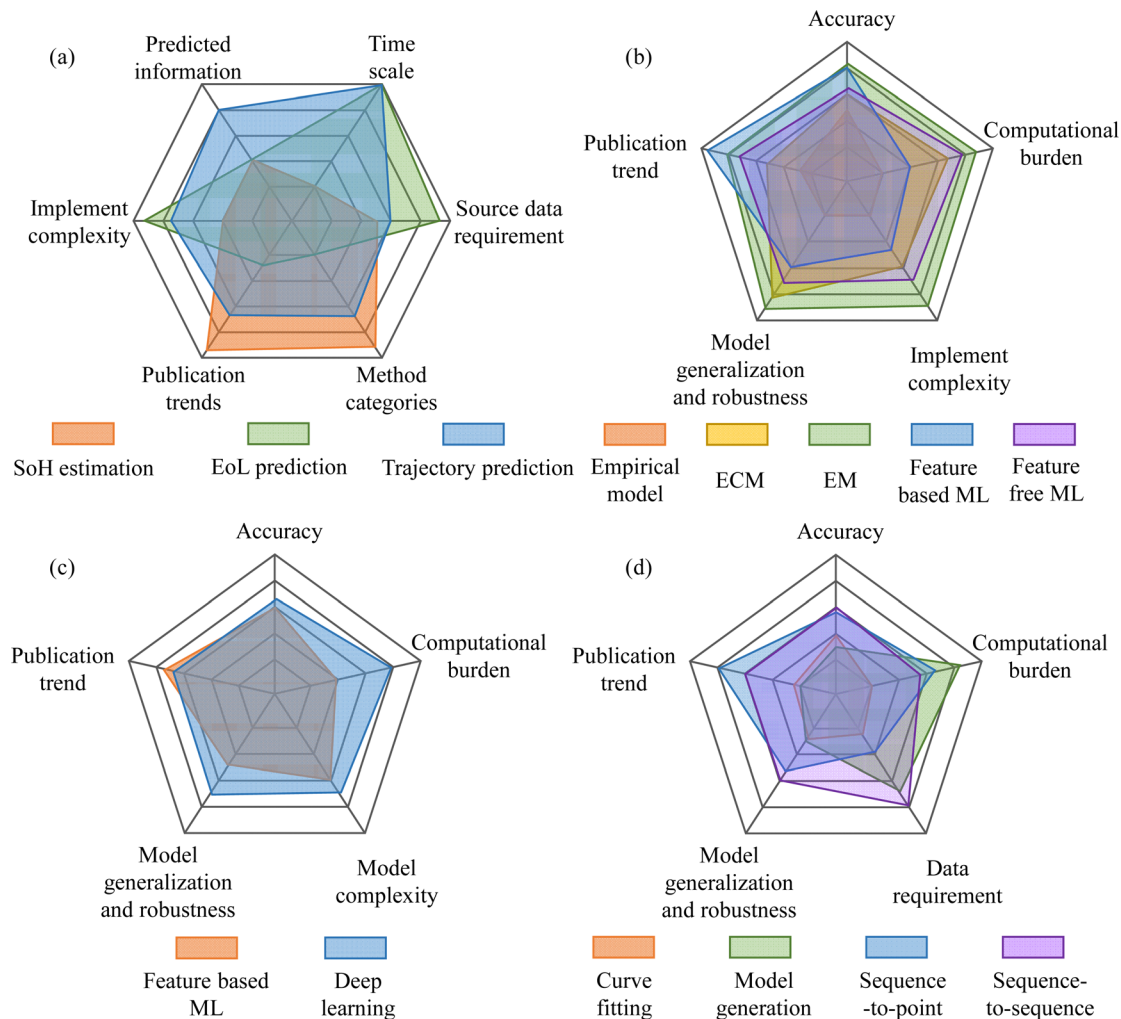 (a)
Predicted
information
Time
scale
Implement
complexity
Source data
requirement
Publication
trends
Method
categories
SoH estimation
EoL prediction
Trajectory prediction
(b)
Accuracy
Publication
trend
Computational
burden
Model
generalization
and robustness
Implement
complexity
Empirical
model
ECM
EM
Feature
based ML
Feature
free ML
(c)
Accuracy
Publication
trend
Computational
burden
Model
generalization
and robustness
Model
complexity
Feature based
ML
Deep
learning
(d)
Accuracy
Publication
trend
Computational
burden
Model
generalization
and robustness
Data
requirement
Curve
fitting
Model
generation
Sequence
-to-point
Sequence-
to-sequence